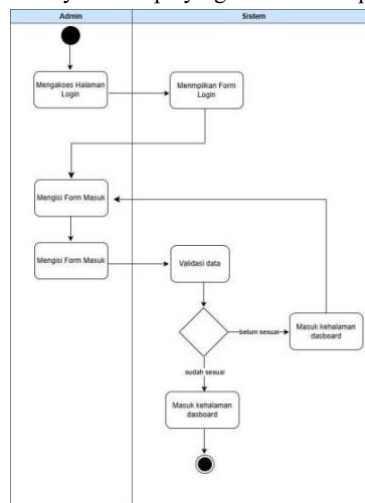 Admin
Sistem
Mengakses Halaman
Login
Menmpilkan Form
Login
Mengisi Form Masuk
Mengisi Form Masuk
Validasi data
belum sesuai
Masuk kehalaman
dasboard
sudah sesuai
Masuk kehalaman
dasboard